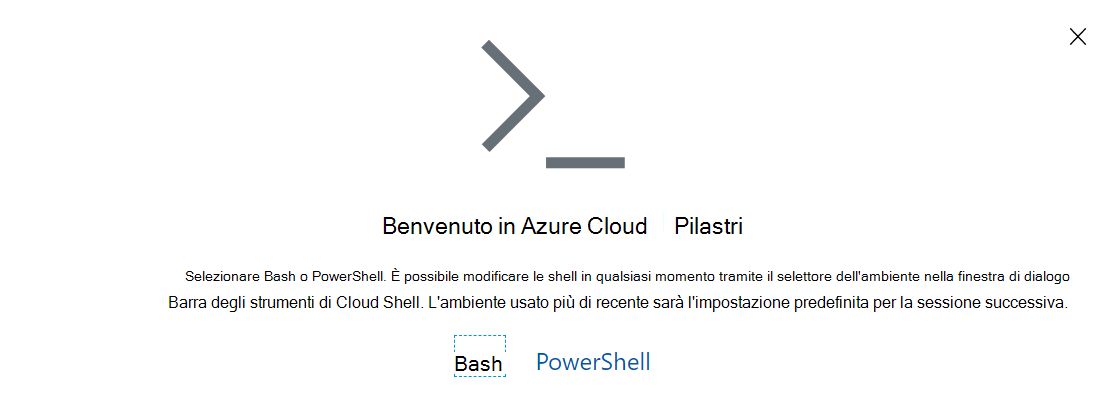 Benvenuto in Azure Cloud Pilastri
Selezionare Bash o PowerShell. È possibile modificare le shell in qualsiasi momento tramite il selettore dell'ambiente nella finestra di dialogo
Barra degli strumenti di Cloud Shell. L'ambiente usato più di recente sarà l'impostazione predefinita per la sessione successiva.
Bash PowerShell